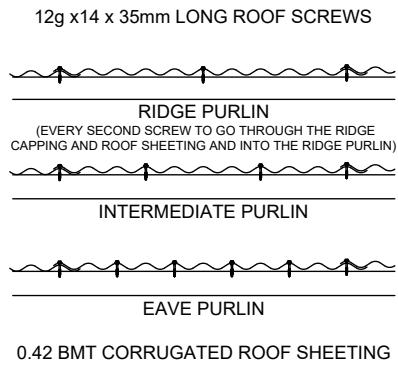 12g x14 x 35mm LONG ROOF SCREWS
RIDGE PURLIN
(EVERY SECOND SCREW TO GO THROUGH THE RIDGE
CAPPING AND ROOF SHEETING AND INTO THE RIDGE PURLIN)
INTERMEDIATE PURLIN
EAVE PURLIN
0.42 BMT CORRUGATED ROOF SHEETING